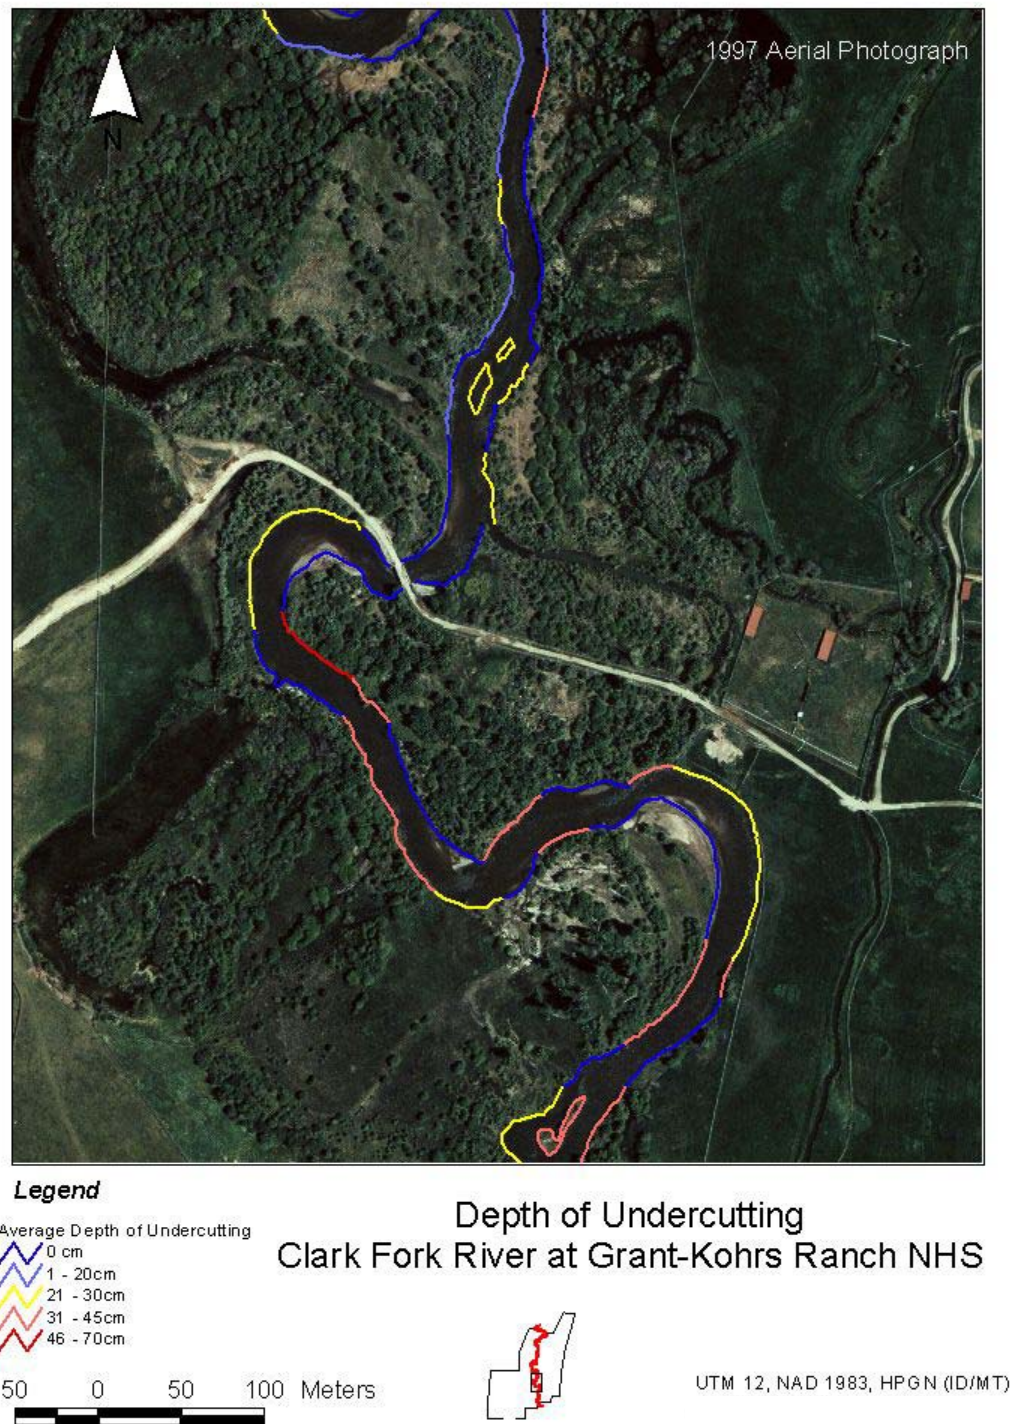 1997 Aerial Photograph
N
Legend
Average Depth of Undercutting
0 cm
1 - 20cm
21 - 30cm
31 - 45cm
46 - 70cm
Depth of Undercutting
Clark Fork River at Grant-Kohrs Ranch NHS
50 0 50 100 Meters
UTM 12, NAD 1983, HPGN (ID/MT)